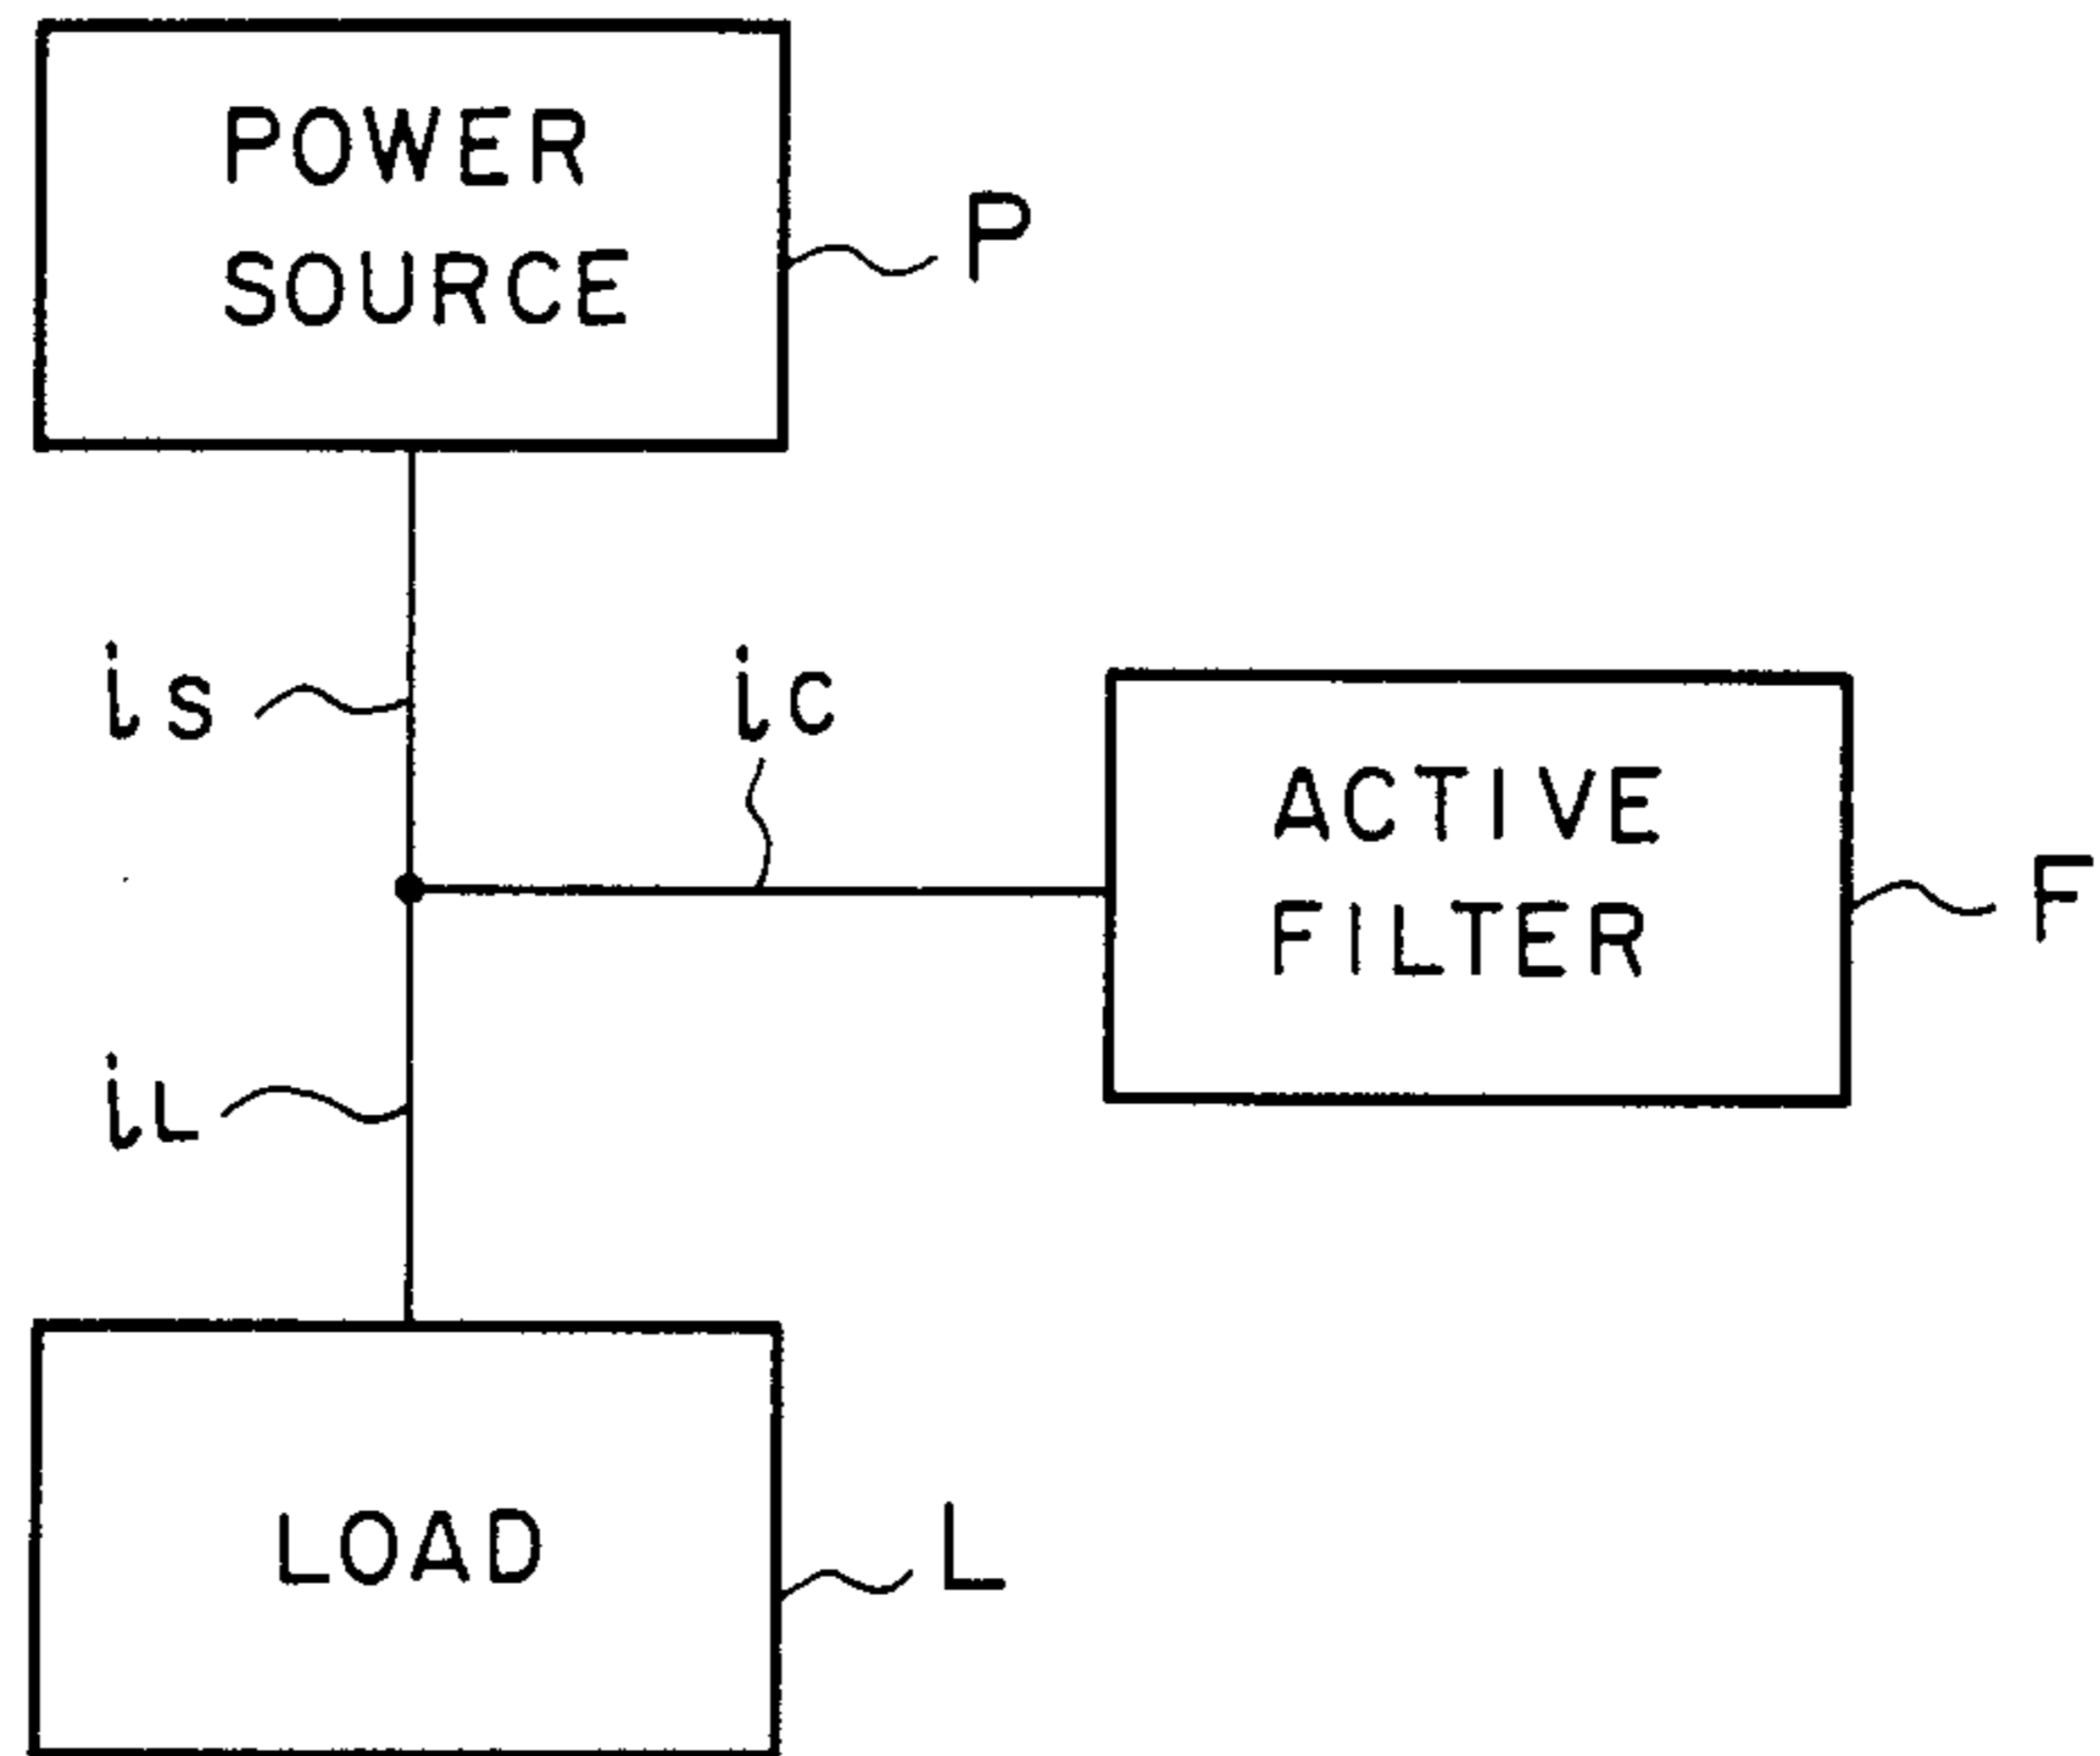 POWER
SOURCE
P
is
ic
ACTIVE
FILTER
F
iL
LOAD
L